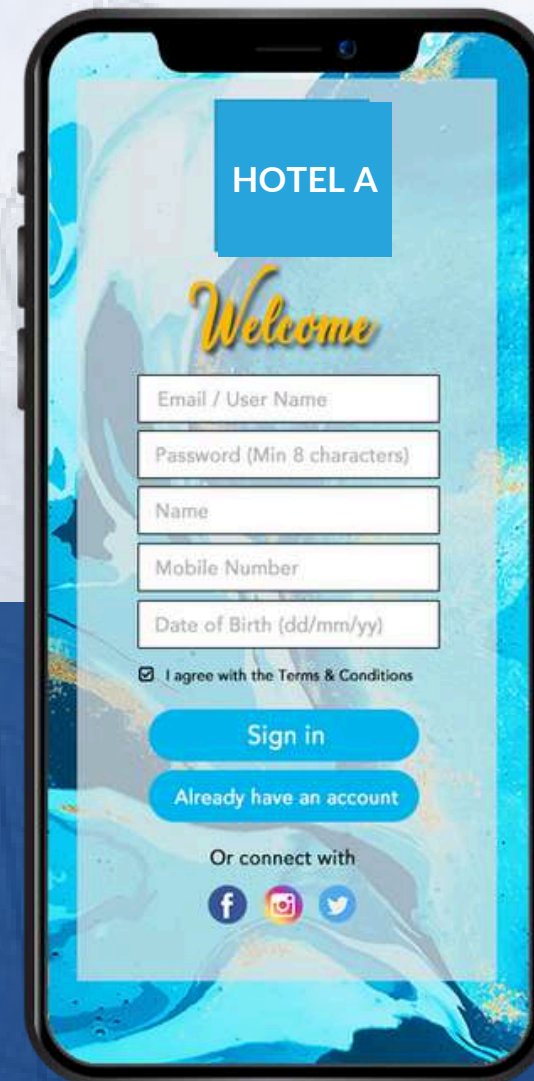 HOTEL A
Welcome
Email / User Name
Password (Min 8 characters)
Name
Mobile Number
Date of Birth (dd/mm/yy)
I agree with the Terms & Conditions
Sign in
Already have an account
Or connect with